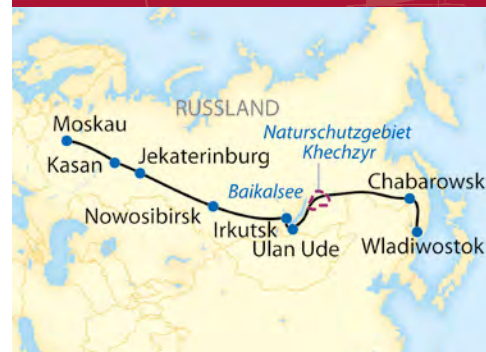 RUSSLAND
Moskau
Naturschutzgebiet
Khechzyr
Kasan
Jekaterinburg
Baikalsee
Chabarowsk
Nowosibirsk
Irkutsk
Ulan Ude
Wladiwostok